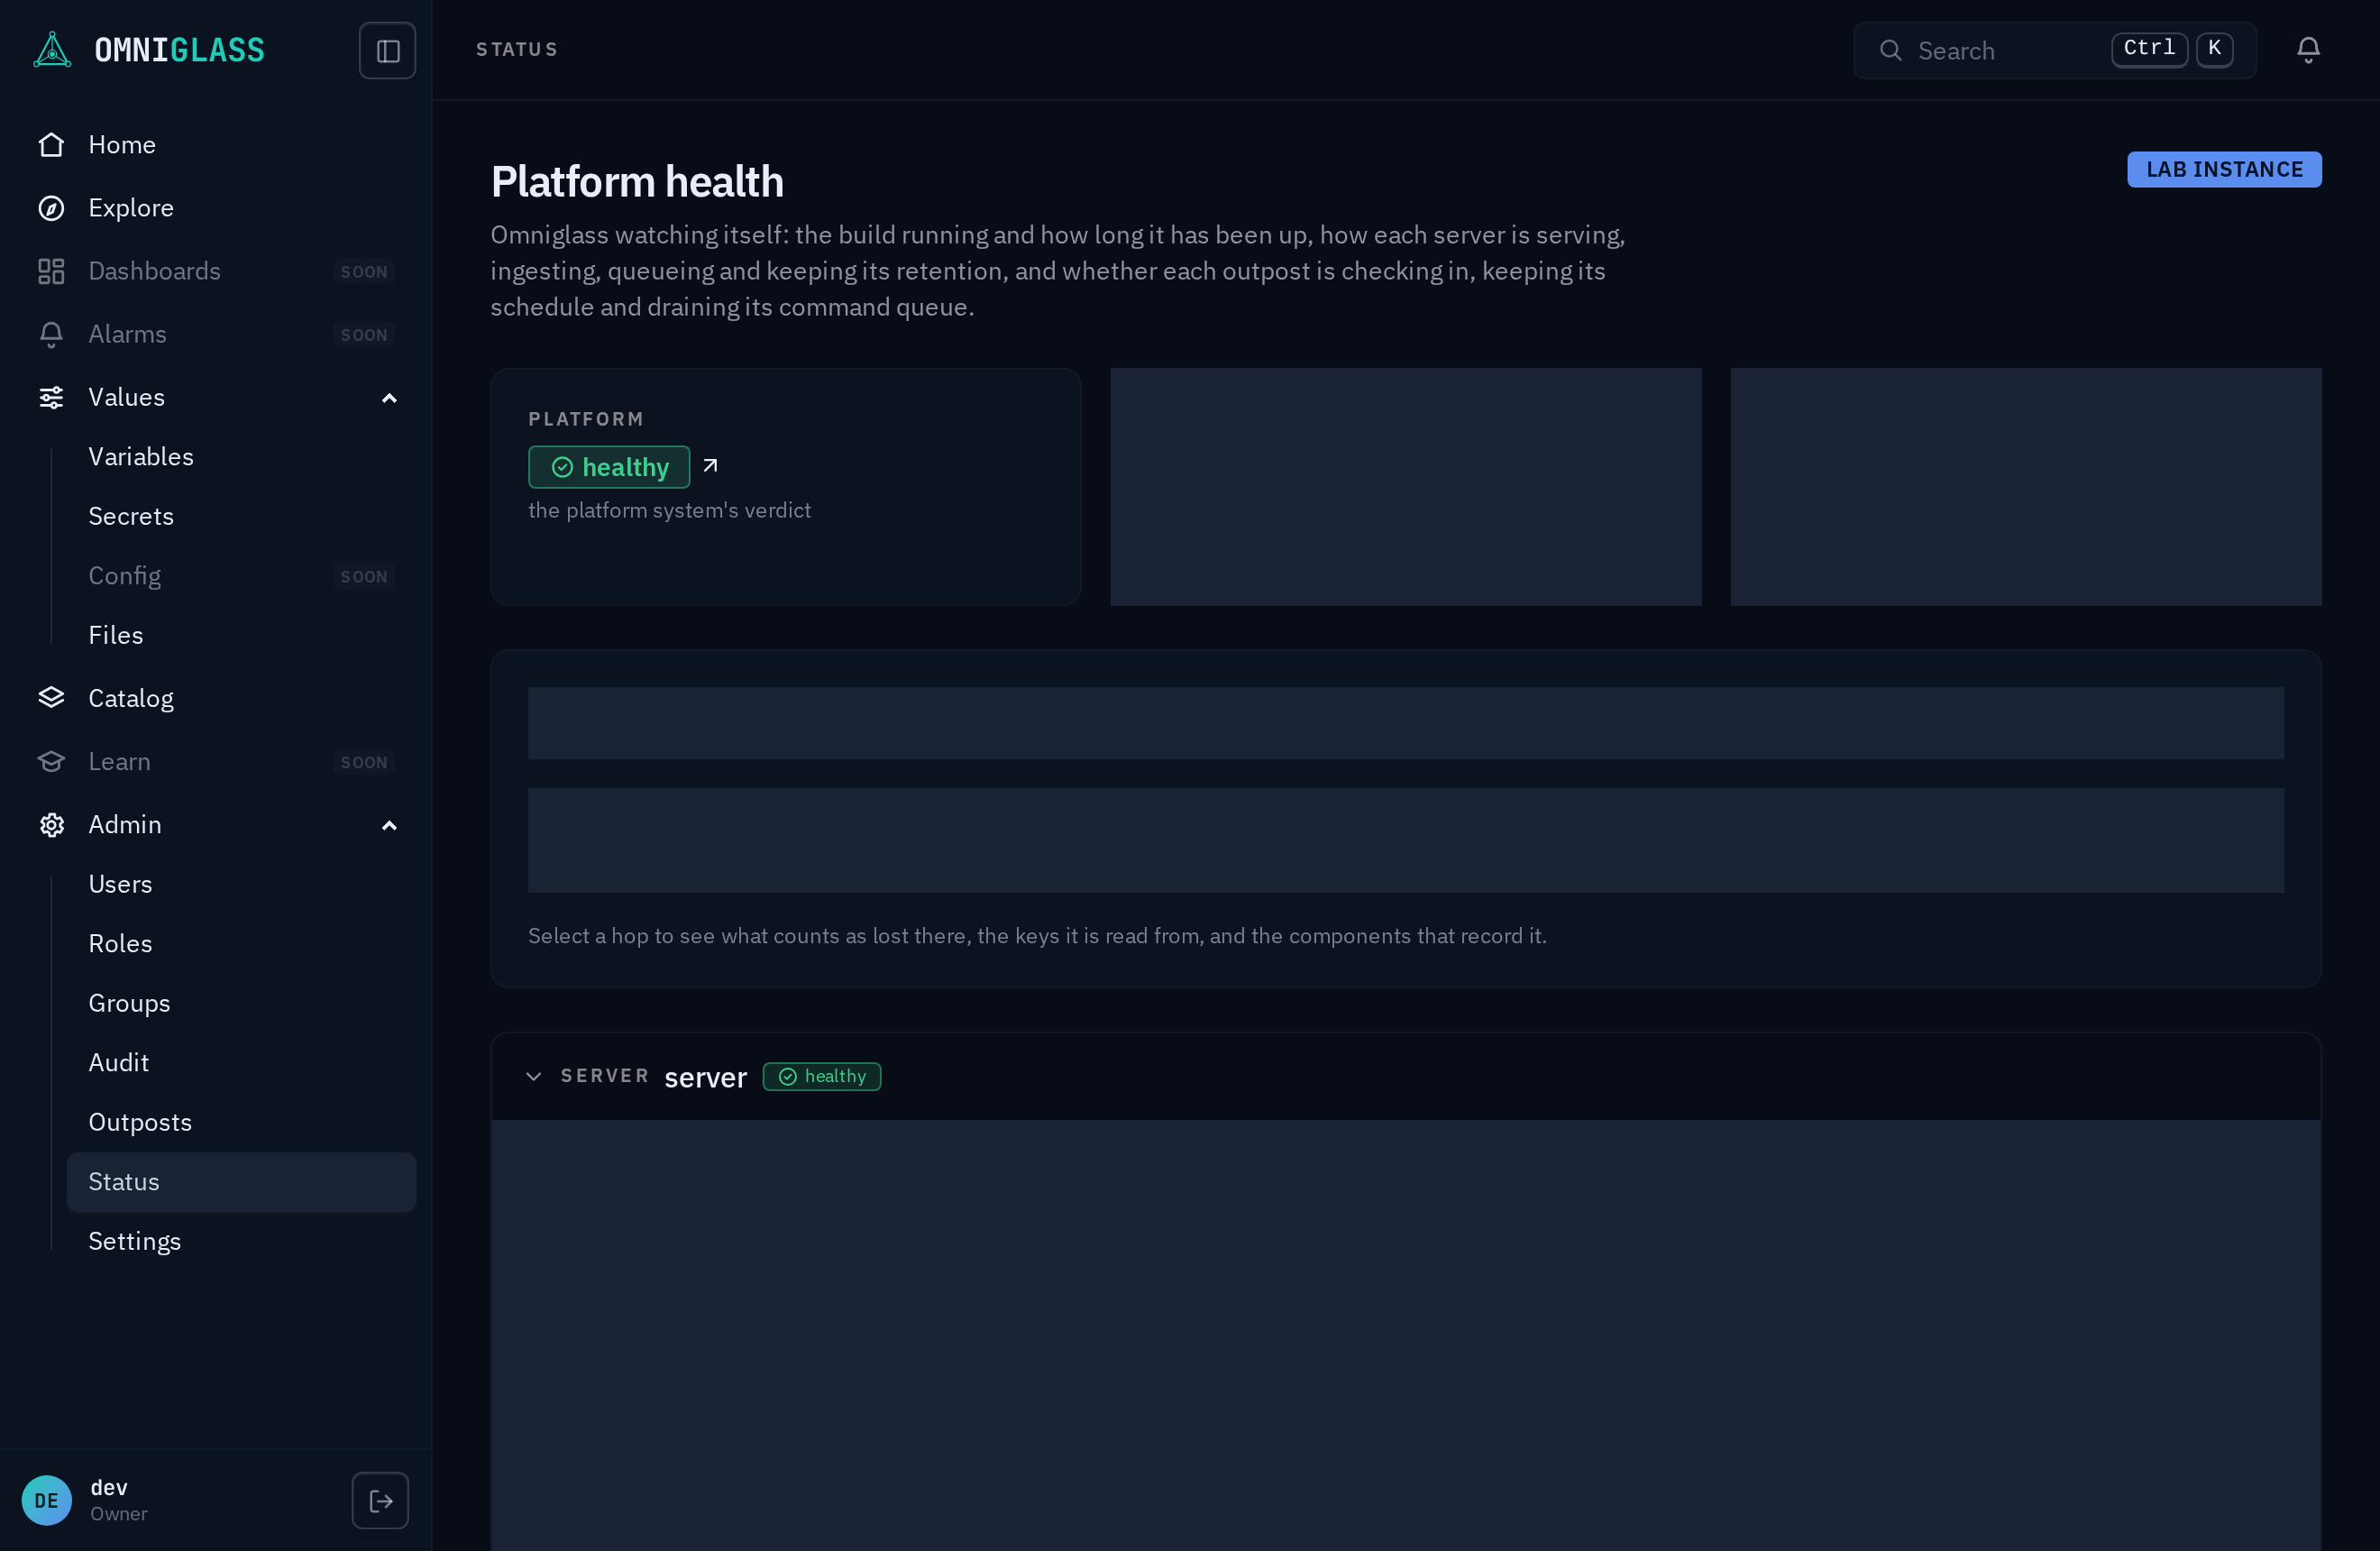 OMNIGLASS
STATUS
Search
Ctrl K
Home
Explore
Dashboards SOON
Alarms SOON
Values
Variables
Secrets
Config SOON
Files
Catalog
Learn SOON
Admin
Users
Roles
Groups
Audit
Outposts
Status
Settings
DE
dev
Owner
Platform health
LAB INSTANCE
Omniglass watching itself: the build running and how long it has been up, how each server is serving,
ingesting, queueing and keeping its retention, and whether each outpost is checking in, keeping its
schedule and draining its command queue.
PLATFORM
healthy
the platform system's verdict
Select a hop to see what counts as lost there, the keys it is read from, and the components that record it.
SERVER server healthy